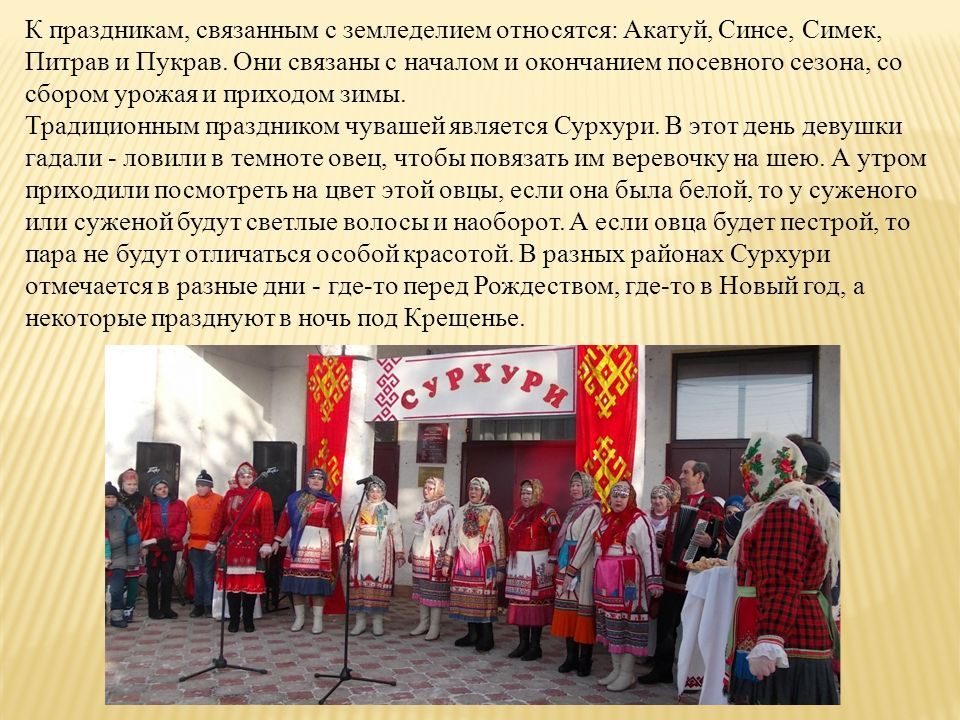 К праздникам, связанным с земледелием относятся: Акатуй, Синсе, Симек,
Питрав и Пукрав. Они связаны с началом и окончанием посевного сезона, со
сбором урожая и приходом зимы.
Традиционным праздником чувашей является Сурхури. В этот день девушки
гадали - ловили в темноте овец, чтобы повязать им веревочку на шею. А утром
приходили посмотреть на цвет этой овцы, если она была белой, то у суженого
или суженой будут светлые волосы и наоборот. А если овца будет пестрой, то
пара не будут отличаться особой красотой. В разных районах Сурхури
отмечается в разные дни - где-то перед Рождеством, где-то в Новый год, а
некоторые празднуют в ночь под Крещенье.
СУРХУРИ